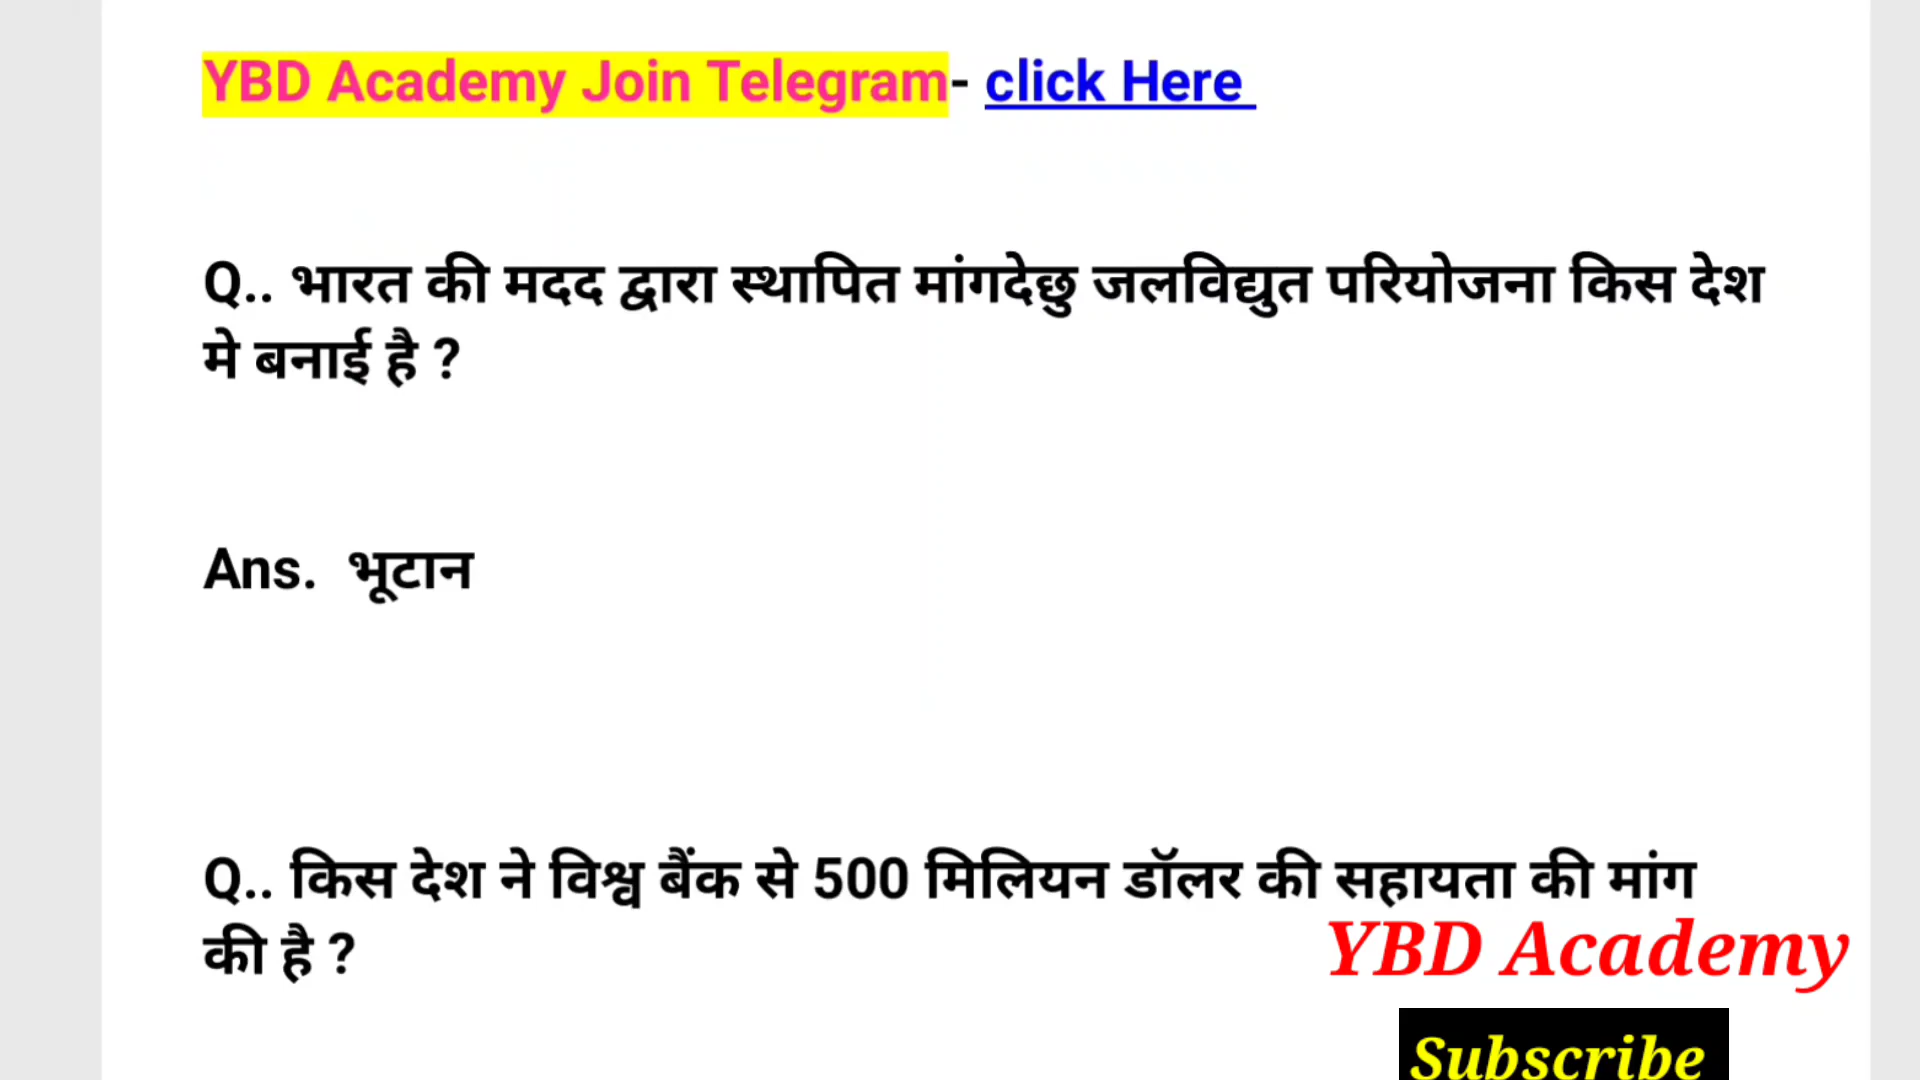 YBD Academy Join Telegram- click Here
Q.. भारत की मदद द्वारा स्थापित मांगदेछु जलविद्युत परियोजना किस देश
मे बनाई है ?
Ans. भूटान
Q.. किस देश ने विश्व बैंक से 500 मिलियन डॉलर की सहायता की मांग
की है ?
YBD Academy
Subscribe